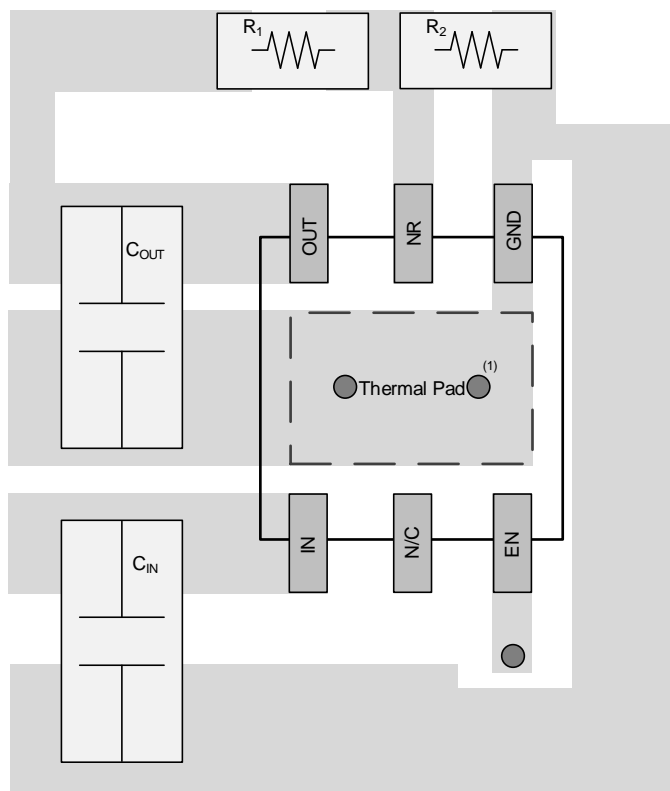 R1
R2
OUT
NR
GND
COUT
(1)
Thermal Pad
IN
N/C
EN
CIN